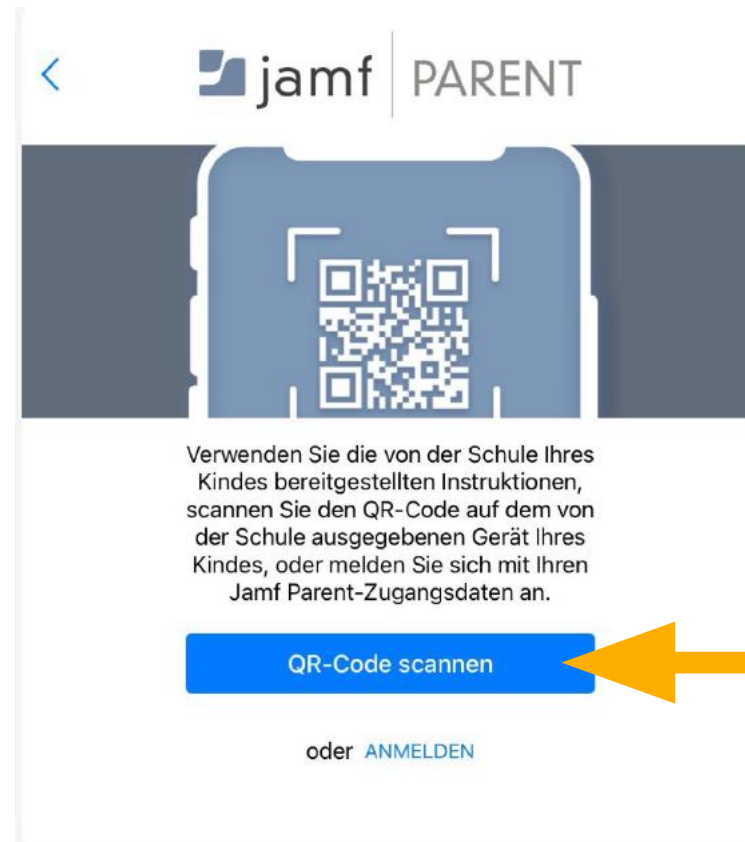 jamf PARENT
Verwenden Sie die von der Schule Ihres
Kindes bereitgestellten Instruktionen,
scannen Sie den QR-Code auf dem von
der Schule ausgegebenen Gerät Ihres
Kindes, oder melden Sie sich mit Ihren
Jamf Parent-Zugangsdaten an.
QR-Code scannen
oder ANMELDEN